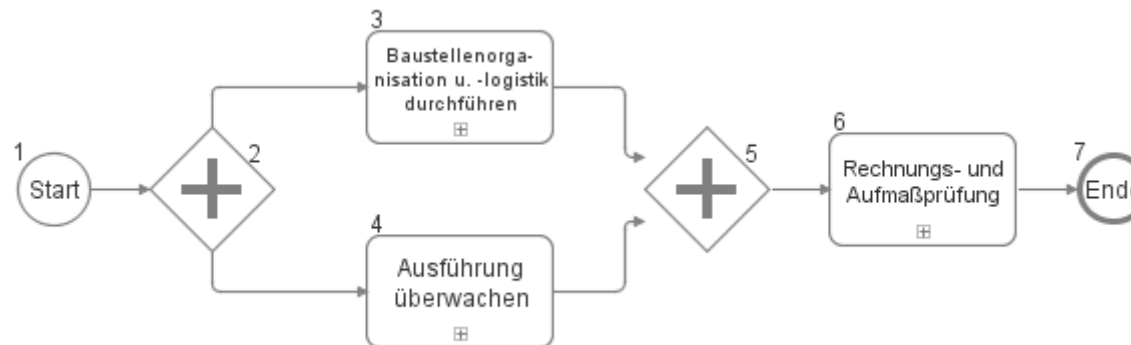 1
Start
2
3
Baustellenorga-
nisation u. -logistik
durchführen
4
Ausführung
überwachen
5
6
Rechnungs- und
Aufmaßprüfung
7
Ende